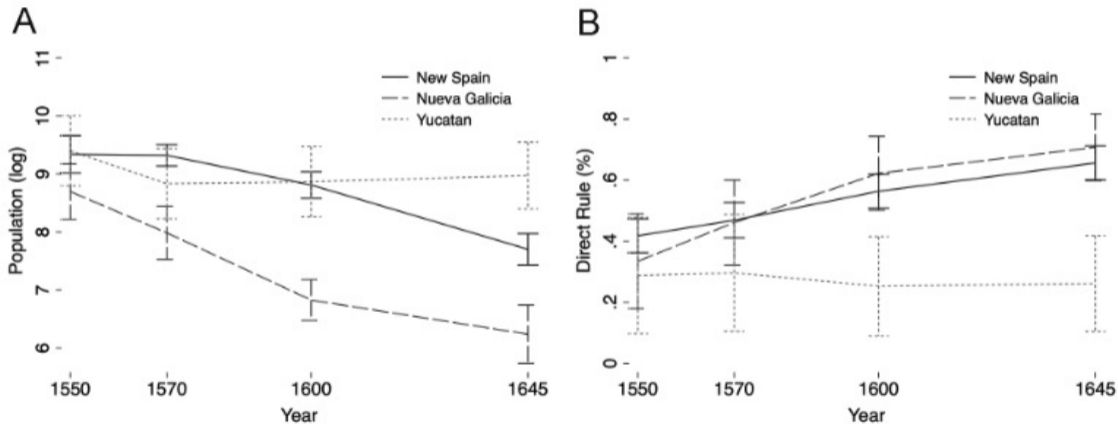 A
Population (log)
11
10
9
8
7
6
New Spain
Nueva Galicia
Yucatan
1550 1570 1600 1645
Year
B
Direct Rule (%)
1
.8
.6
.4
.2
0
New Spain
Nueva Galicia
Yucatan
1550 1570 1600 1645
Year